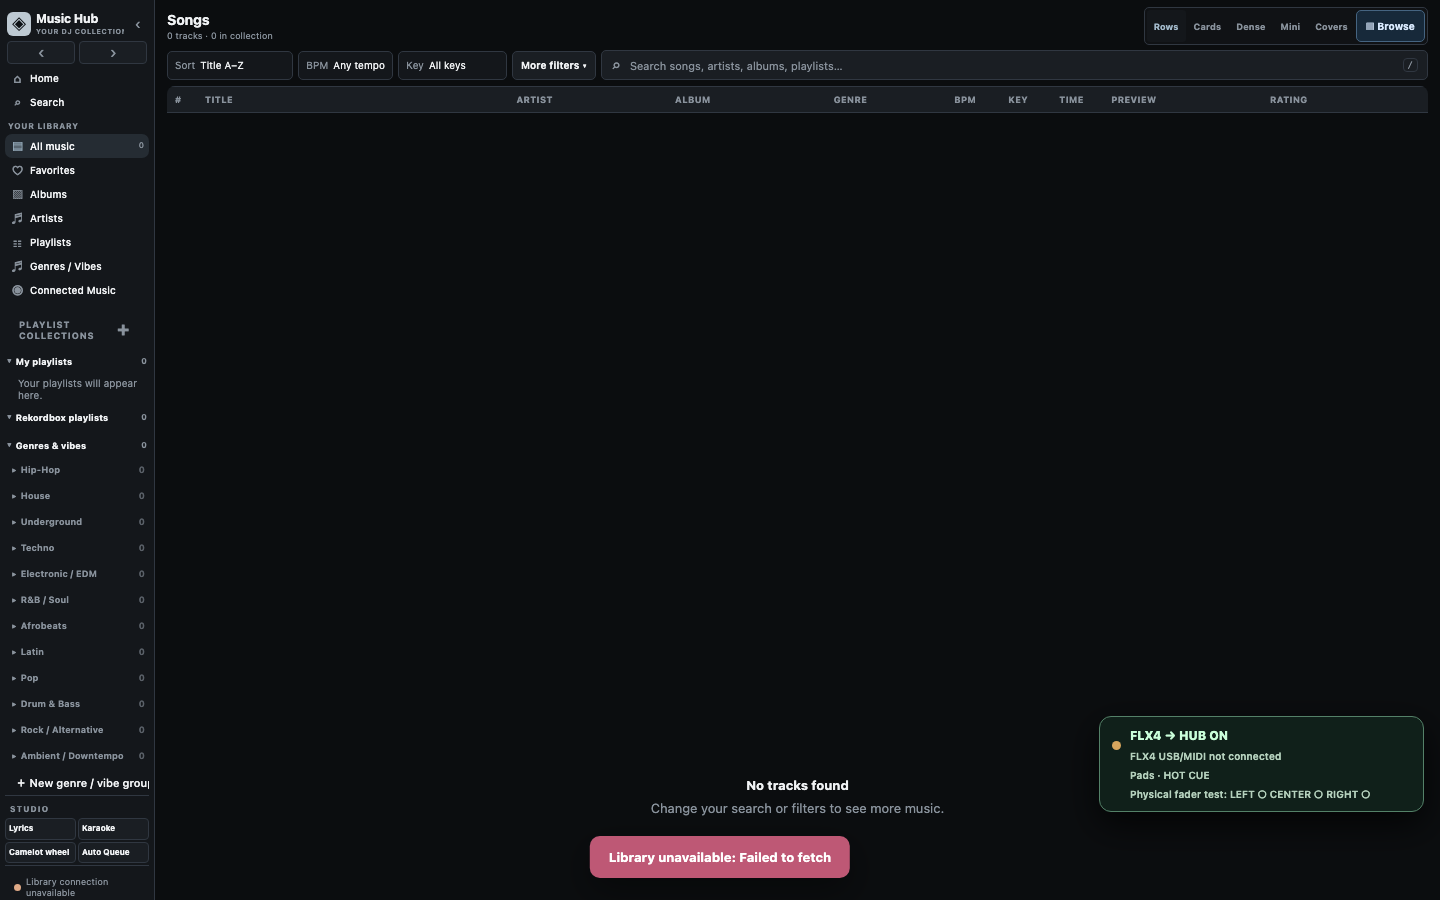 Music Hub
YOUR DJ COLLECTION
Home
Search
YOUR LIBRARY
All music 0
Favorites
Albums
Artists
Playlists
Genres / Vibes
Connected Music
PLAYLIST
COLLECTIONS
My playlists 0
Your playlists will appear
here.
Rekordbox playlists 0
Genres & vibes 0
Hip-Hop 0
House 0
Underground 0
Techno 0
Electronic / EDM 0
R&B / Soul 0
Afrobeats 0
Latin 0
Pop 0
Drum & Bass 0
Rock / Alternative 0
Ambient / Downtempo 0
+ New genre / vibe group
STUDIO
Lyrics Karaoke
Camelot wheel Auto Queue
Library connection
unavailable
Songs
0 tracks · 0 in collection
Rows Cards Dense Mini Covers Browse
Sort Title A–Z BPM Any tempo Key All keys More filters Search songs, artists, albums, playlists… /
# TITLE ARTIST ALBUM GENRE BPM KEY TIME PREVIEW RATING
No tracks found
Change your search or filters to see more music.
Library unavailable: Failed to fetch
FLX4 → HUB ON
FLX4 USB/MIDI not connected
Pads · HOT CUE
Physical fader test: LEFT ○ CENTER ○ RIGHT ○